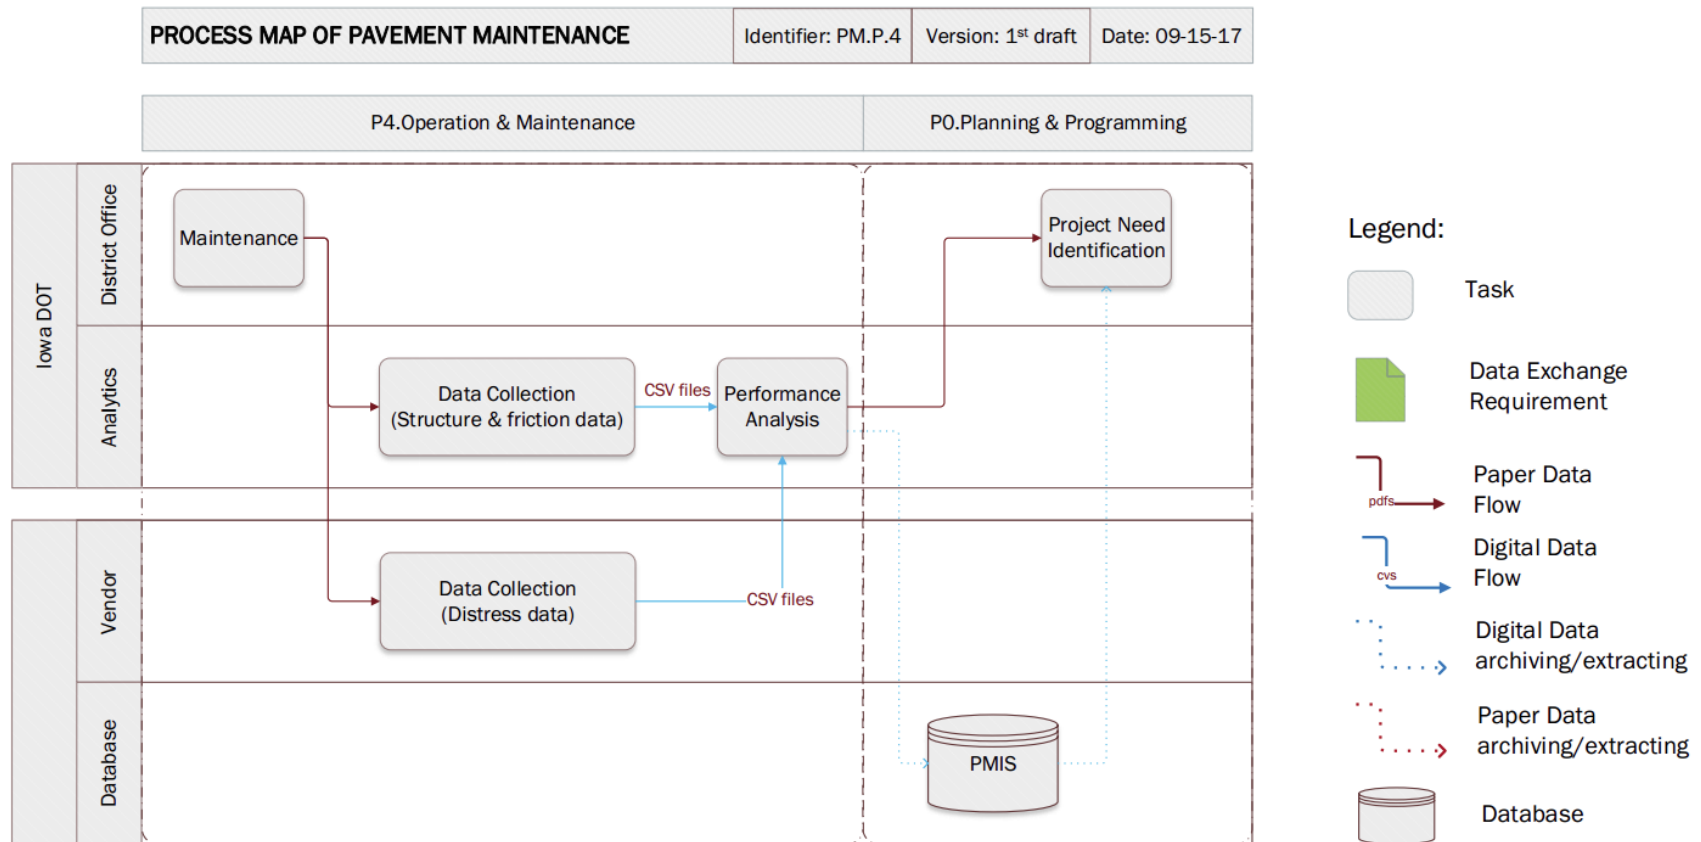 PROCESS MAP OF PAVEMENT MAINTENANCE
Identifier: PM.P.4
Version: 1st draft
Date: 09-15-17
P4.Operation & Maintenance
P0.Planning & Programming
Iowa DOT
District Office
Maintenance
Project Need
Identification
Analytics
Data Collection
(Structure & friction data)
CSV files
Performance
Analysis
Vendor
Data Collection
(Distress data)
CSV files
Database
PMIS
Legend:
Task
Data Exchange
Requirement
pdfs
Paper Data
Flow
cvs
Digital Data
Flow
Digital Data
archiving/extracting
Paper Data
archiving/extracting
Database